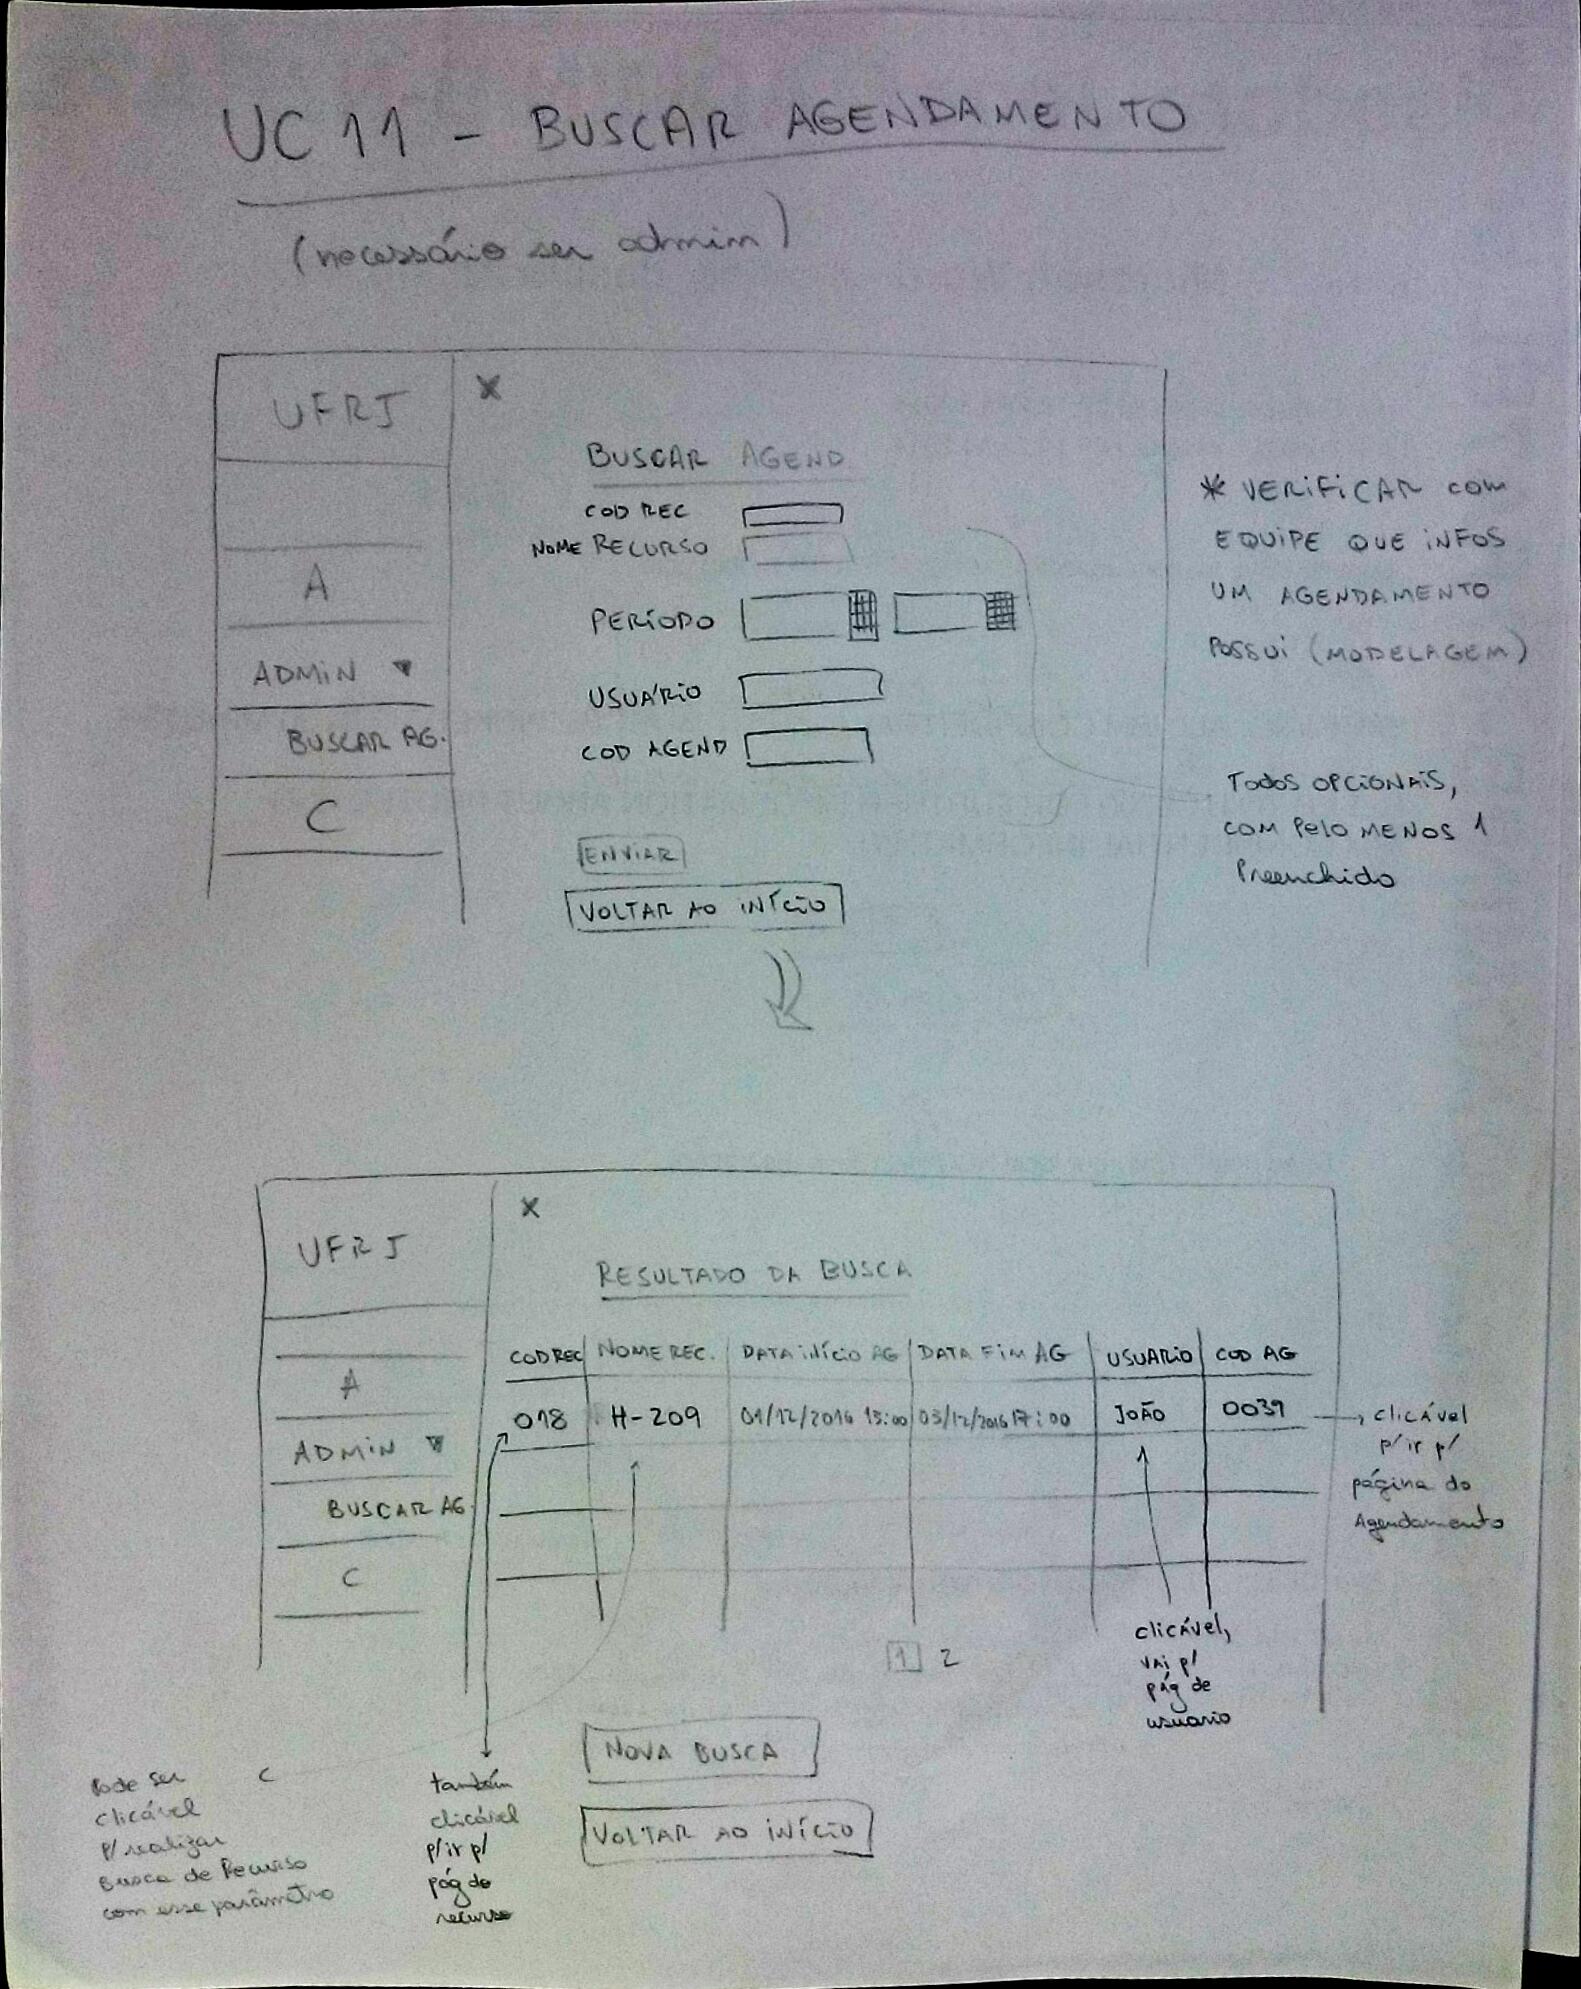 UC 11 - BUSCAR AGENDAMENTO
(necessário ser admim)
UFRJ
X
A
ADMIN ▼
BUSCAR AG.
C
BUSCAR AGEND
COD REC
NOME RECURSO
PERÍODO
USUÁRIO
COD AGEND
ENVIAR
VOLTAR AO INÍCIO
* VERIFICAR COM
EQUIPE QUE INFOS
UM AGENDAMENTO
POSSUI (MODELAGEM)
TODOS OPCIONAIS,
COM PELO MENOS 1
Preenchido
UFRJ
X
A
ADMIN ▼
BUSCAR AG.
C
RESULTADO DA BUSCA
COD REC NOME REC. DATA INÍCIO AG DATA FIM AG USUARIO COD AG
018 H-209 01/12/2016 15:00 03/12/2016 17:00 JOÃO 0039
clicável
p/ ir p/
página do
Agendamento
clicável,
vai p/
pág de
usuario
1 2
NOVA BUSCA
VOLTAR AO INÍCIO
Pode ser
clicável
p/ realizar
Busca de Recurso
com esse parâmetro
também
clicável
p/ ir p/
pág do
recurso